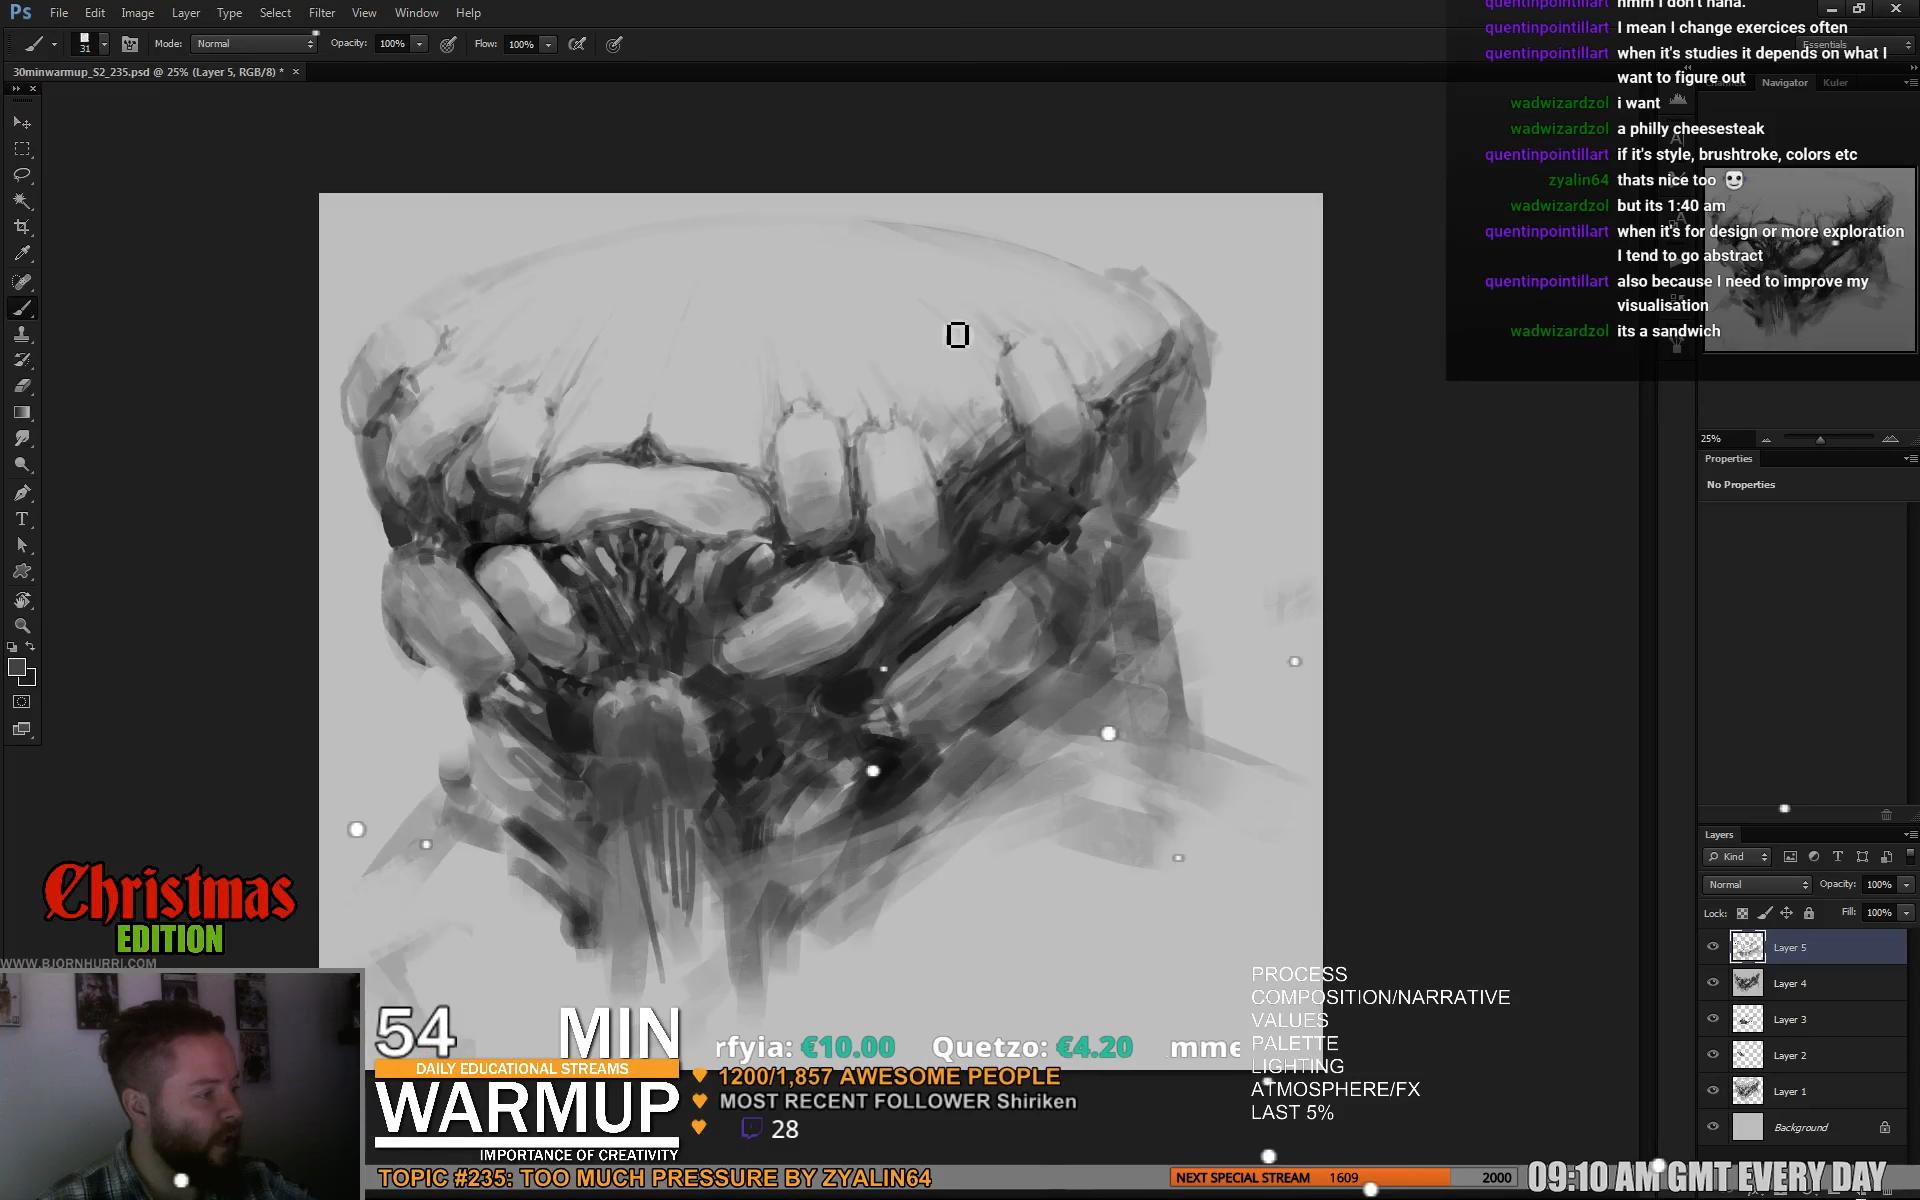 Ps File Edit Image Layer Type Select Filter View Window Help
31 Mode: Normal Opacity: 100% Flow: 100%
Essentials
30minwarmup_S2_235.psd @ 25% (Layer 5, RGB/8) *
quentinpointillart hmm I don't haha.
quentinpointillart I mean I change exercices often
quentinpointillart when it's studies it depends on what I
want to figure out
wadwizardzol i want
wadwizardzol a philly cheesesteak
quentinpointillart if it's style, brushtroke, colors etc
zyalin64 thats nice too
wadwizardzol but its 1:40 am
quentinpointillart when it's for design or more exploration
I tend to go abstract
quentinpointillart also because I need to improve my
visualisation
wadwizardzol its a sandwich
Channels Navigator Kuler
25%
Properties
No Properties
Layers
Kind
Normal Opacity: 100%
Lock: Fill: 100%
Layer 5
Layer 4
Layer 3
Layer 2
Layer 1
Background
Christmas
EDITION
WWW.BJORNHURRI.COM
54 MIN
DAILY EDUCATIONAL STREAMS
WARMUP
IMPORTANCE OF CREATIVITY
rfyia: €10.00 Quetzo: €4.20 mme
1200/1,857 AWESOME PEOPLE
MOST RECENT FOLLOWER Shiriken
28
PROCESS
COMPOSITION/NARRATIVE
VALUES
PALETTE
LIGHTING
ATMOSPHERE/FX
LAST 5%
TOPIC #235: TOO MUCH PRESSURE BY ZYALIN64
NEXT SPECIAL STREAM 1609 2000
09:10 AM GMT EVERY DAY